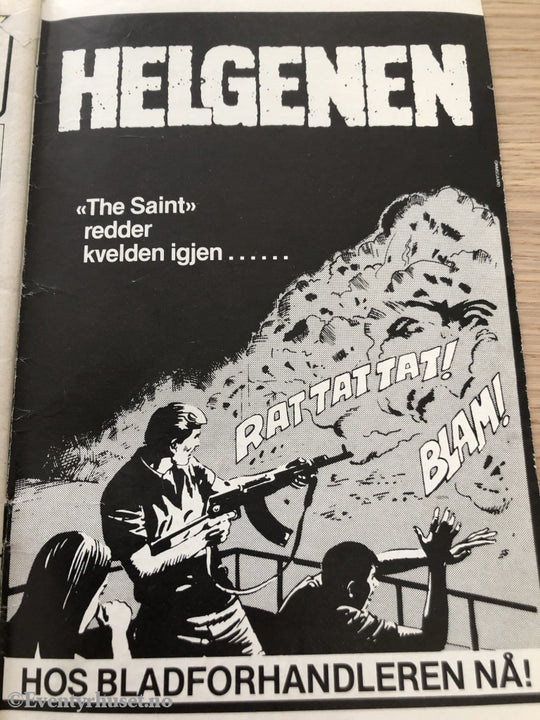 HELGENEN
«The Saint»
redder
kvelden igjen......
RAT TAT TAT!
BLAM!
HOS BLADFORHANDLEREN NÅ!
©Eventyrhuset.no